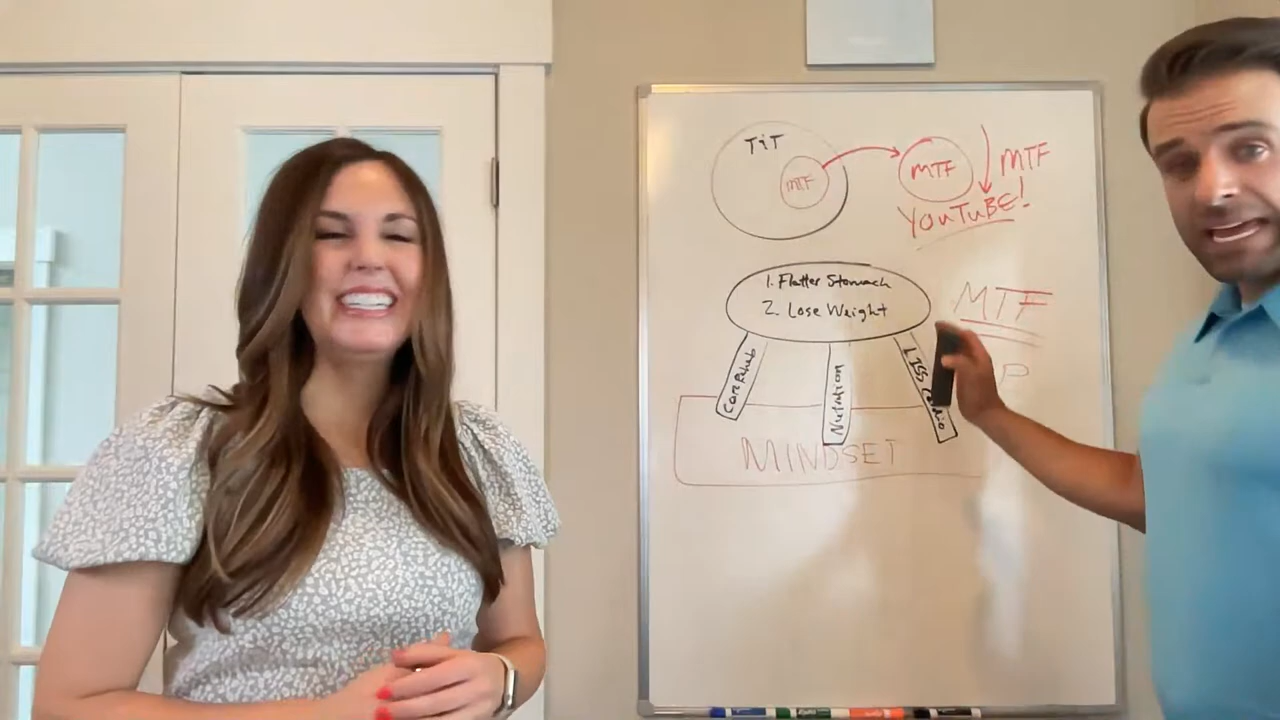 TiT
MTF
MTF
MTF
YOUTUBE!
1. Flatter Stomach
2. Lose Weight
MTF
Core Rehab
Nutrition
LISS Cardio
P
MINDSET